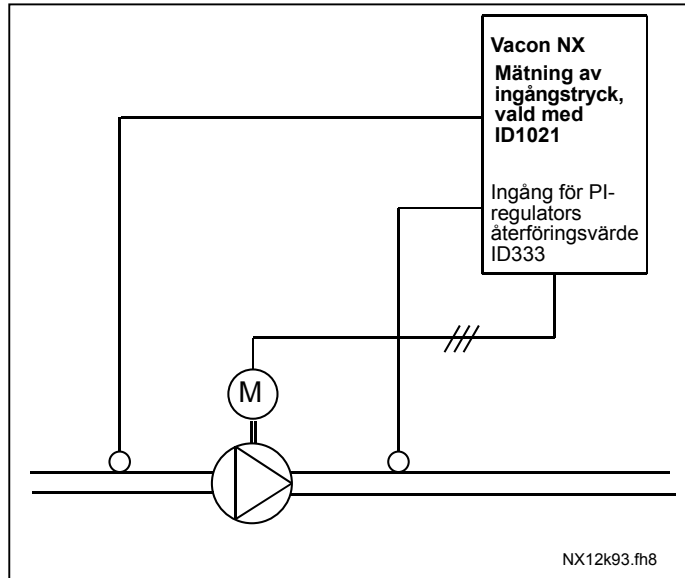 Vacon NX
Mätning av
ingångstryck,
vald med
ID1021
Ingång för PI-
regulators
återföringsvärde
ID333
M
NX12k93.fh8